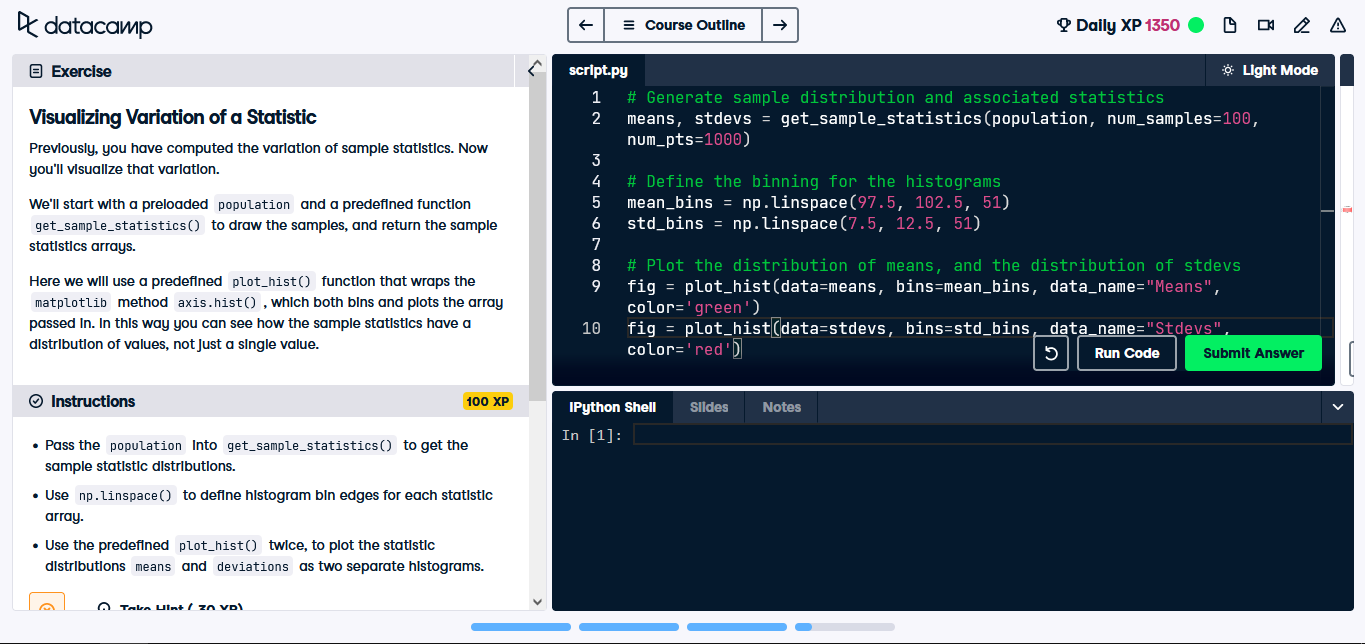 datacamp
Course Outline
Daily XP 1350
Exercise
Visualizing Variation of a Statistic
Previously, you have computed the variation of sample statistics. Now
you'll visualize that variation.
We'll start with a preloaded population and a predefined function
get_sample_statistics() to draw the samples, and return the sample
statistics arrays.
Here we will use a predefined plot_hist() function that wraps the
matplotlib method axis.hist(), which both bins and plots the array
passed in. In this way you can see how the sample statistics have a
distribution of values, not just a single value.
Instructions
100 XP
• Pass the population into get_sample_statistics() to get the
sample statistic distributions.
• Use np.linspace() to define histogram bin edges for each statistic
array.
• Use the predefined plot_hist() twice, to plot the statistic
distributions means and deviations as two separate histograms.
Take Hint (-30 XP)
script.py
Light Mode
1 # Generate sample distribution and associated statistics
2 means, stdevs = get_sample_statistics(population, num_samples=100,
num_pts=1000)
3
4 # Define the binning for the histograms
5 mean_bins = np.linspace(97.5, 102.5, 51)
6 std_bins = np.linspace(7.5, 12.5, 51)
7
8 # Plot the distribution of means, and the distribution of stdevs
9 fig = plot_hist(data=means, bins=mean_bins, data_name="Means",
color='green')
10 fig = plot_hist(data=stdevs, bins=std_bins, data_name="Stdevs",
color='red')
Run Code
Submit Answer
IPython Shell
Slides
Notes
In [1]: